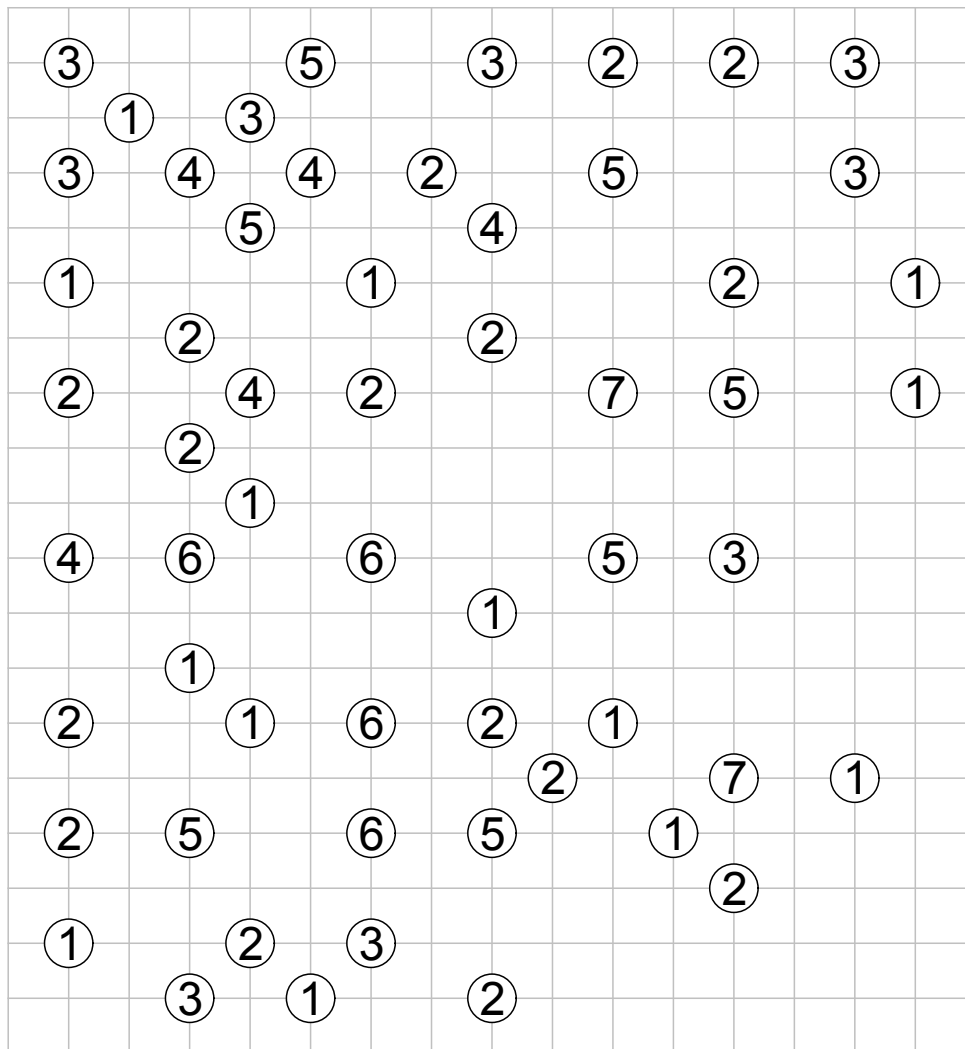 3 5 3 2 2 3
1 3
3 4 4 2 5 3
5 4
1 1 2 1
2 2
2 4 2 7 5 1
2
1
4 6 6 5 3
1
1
2 1 6 2 1
2 7 1
2 5 6 5 1
2
1 2 3
3 1 2